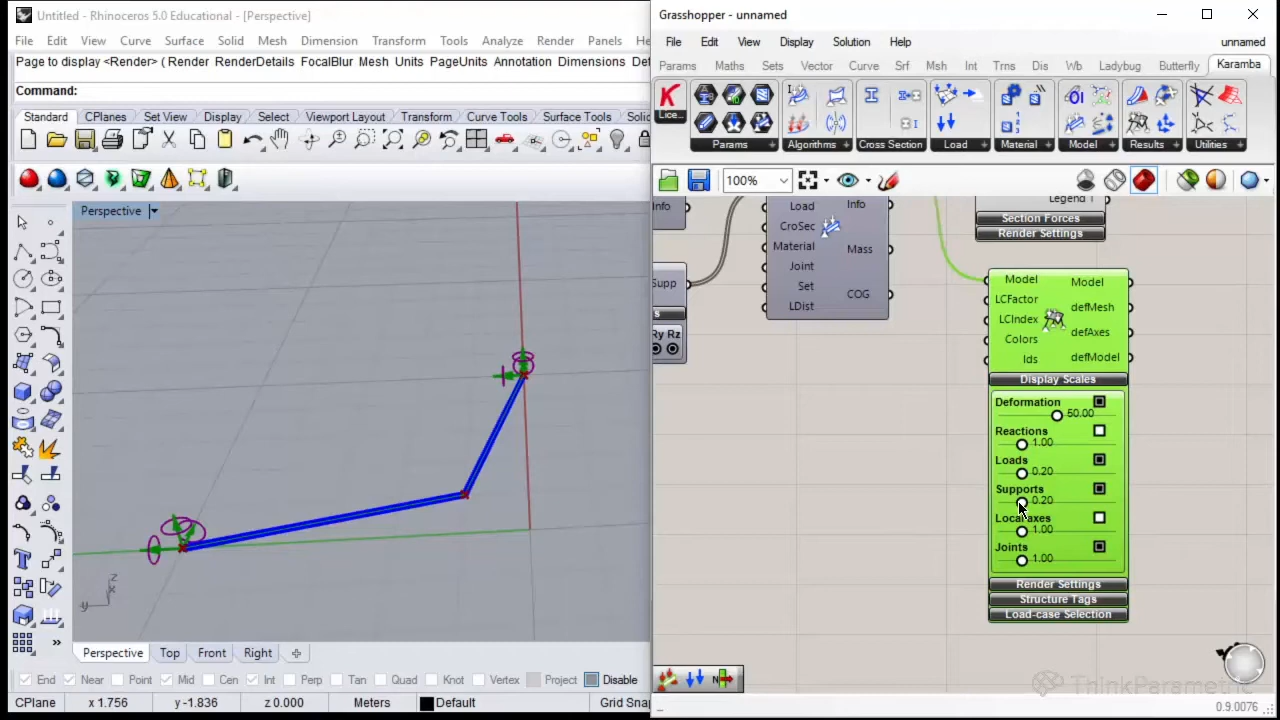 Untitled - Rhinoceros 5.0 Educational - [Perspective]
File Edit View Curve Surface Solid Mesh Dimension Transform Tools Analyze Render Panels He
Page to display <Render> ( Render RenderDetails FocalBlur Mesh Units PageUnits Annotation Dimensions Det
Command:
Standard CPlanes Set View Display Select Viewport Layout Transform Curve Tools Surface Tools Solid
Perspective
z
x
y
Perspective Top Front Right
End Near Point Mid Cen Int Perp Tan Quad Knot Vertex Project Disable
CPlane x 1.756 y -1.836 z 0.000 Meters Default Grid Snap
Grasshopper - unnamed
File Edit View Display Solution Help unnamed
Params Maths Sets Vector Curve Srf Msh Int Trns Dis Wb Ladybug Butterfly Karamba
Lice...
Params Algorithms Cross Section Load Material Model Results Utilities
100%
Info
Supp
Ry Rz
Load
CroSec
Material
Joint
Set
LDist
Info
Mass
COG
Legend T
Section Forces
Render Settings
Model
LCFactor
LCIndex
Colors
Ids
Model
defMesh
defAxes
defModel
Display Scales
Deformation
50.00
Reactions
1.00
Loads
0.20
Supports
0.20
Local axes
1.00
Joints
1.00
Render Settings
Structure Tags
Load-case Selection
N
ThinkParametric
0.9.0076